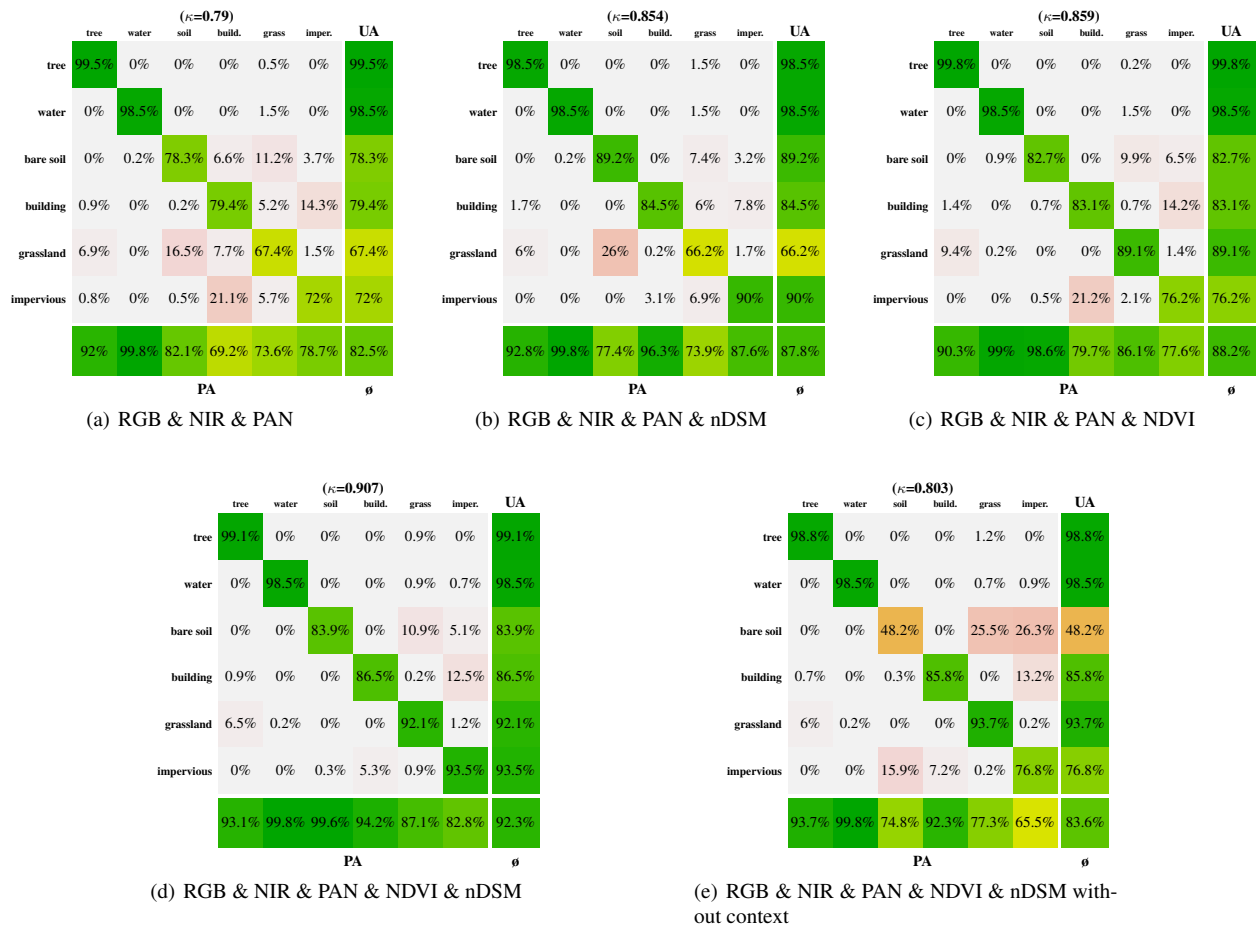 (κ=0.79)
tree water soil build. grass imper. UA
tree 99.5% 0% 0% 0% 0.5% 0% 99.5%
water 0% 98.5% 0% 0% 1.5% 0% 98.5%
bare soil 0% 0.2% 78.3% 6.6% 11.2% 3.7% 78.3%
building 0.9% 0% 0.2% 79.4% 5.2% 14.3% 79.4%
grassland 6.9% 0% 16.5% 7.7% 67.4% 1.5% 67.4%
impervious 0.8% 0% 0.5% 21.1% 5.7% 72% 72%
92% 99.8% 82.1% 69.2% 73.6% 78.7% 82.5%
PA ø
(a) RGB & NIR & PAN
(κ=0.854)
tree water soil build. grass imper. UA
tree 98.5% 0% 0% 0% 1.5% 0% 98.5%
water 0% 98.5% 0% 0% 1.5% 0% 98.5%
bare soil 0% 0.2% 89.2% 0% 7.4% 3.2% 89.2%
building 1.7% 0% 0% 84.5% 6% 7.8% 84.5%
grassland 6% 0% 26% 0.2% 66.2% 1.7% 66.2%
impervious 0% 0% 0% 3.1% 6.9% 90% 90%
92.8% 99.8% 77.4% 96.3% 73.9% 87.6% 87.8%
PA ø
(b) RGB & NIR & PAN & nDSM
(κ=0.859)
tree water soil build. grass imper. UA
tree 99.8% 0% 0% 0% 0.2% 0% 99.8%
water 0% 98.5% 0% 0% 1.5% 0% 98.5%
bare soil 0% 0.9% 82.7% 0% 9.9% 6.5% 82.7%
building 1.4% 0% 0.7% 83.1% 0.7% 14.2% 83.1%
grassland 9.4% 0.2% 0% 0% 89.1% 1.4% 89.1%
impervious 0% 0% 0.5% 21.2% 2.1% 76.2% 76.2%
90.3% 99% 98.6% 79.7% 86.1% 77.6% 88.2%
PA ø
(c) RGB & NIR & PAN & NDVI
(κ=0.907)
tree water soil build. grass imper. UA
tree 99.1% 0% 0% 0% 0.9% 0% 99.1%
water 0% 98.5% 0% 0% 0.9% 0.7% 98.5%
bare soil 0% 0% 83.9% 0% 10.9% 5.1% 83.9%
building 0.9% 0% 0% 86.5% 0.2% 12.5% 86.5%
grassland 6.5% 0.2% 0% 0% 92.1% 1.2% 92.1%
impervious 0% 0% 0.3% 5.3% 0.9% 93.5% 93.5%
93.1% 99.8% 99.6% 94.2% 87.1% 82.8% 92.3%
PA ø
(d) RGB & NIR & PAN & NDVI & nDSM
(κ=0.803)
tree water soil build. grass imper. UA
tree 98.8% 0% 0% 0% 1.2% 0% 98.8%
water 0% 98.5% 0% 0% 0.7% 0.9% 98.5%
bare soil 0% 0% 48.2% 0% 25.5% 26.3% 48.2%
building 0.7% 0% 0.3% 85.8% 0% 13.2% 85.8%
grassland 6% 0.2% 0% 0% 93.7% 0.2% 93.7%
impervious 0% 0% 15.9% 7.2% 0.2% 76.8% 76.8%
93.7% 99.8% 74.8% 92.3% 77.3% 65.5% 83.6%
PA ø
(e) RGB & NIR & PAN & NDVI & nDSM with-
out context